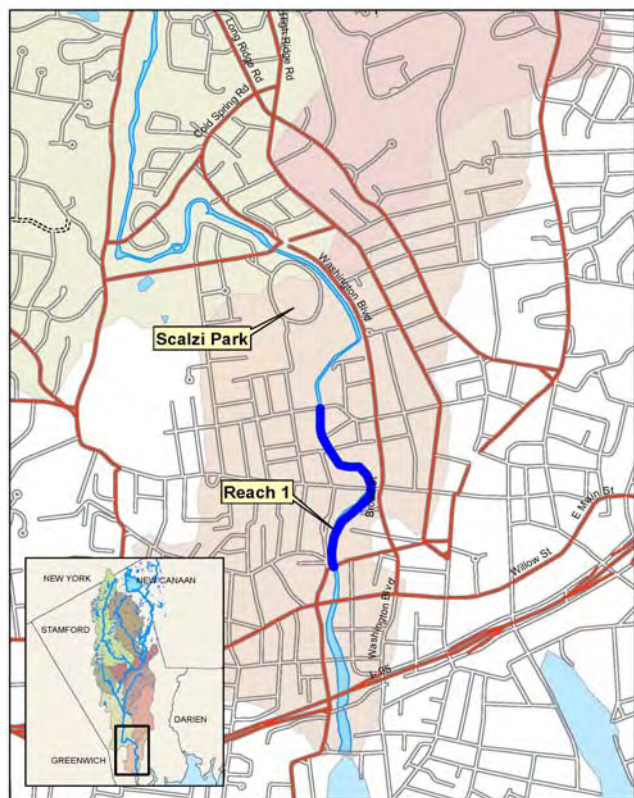 Long Ridge Rd
High Ridge Rd
Cold Spring Rd
Washington Blvd
Scalzi Park
Reach 1
E Main St
Willow St
Washington Blvd
I-95
NEW YORK
NEW CANAAN
STAMFORD
DARIEN
GREENWICH